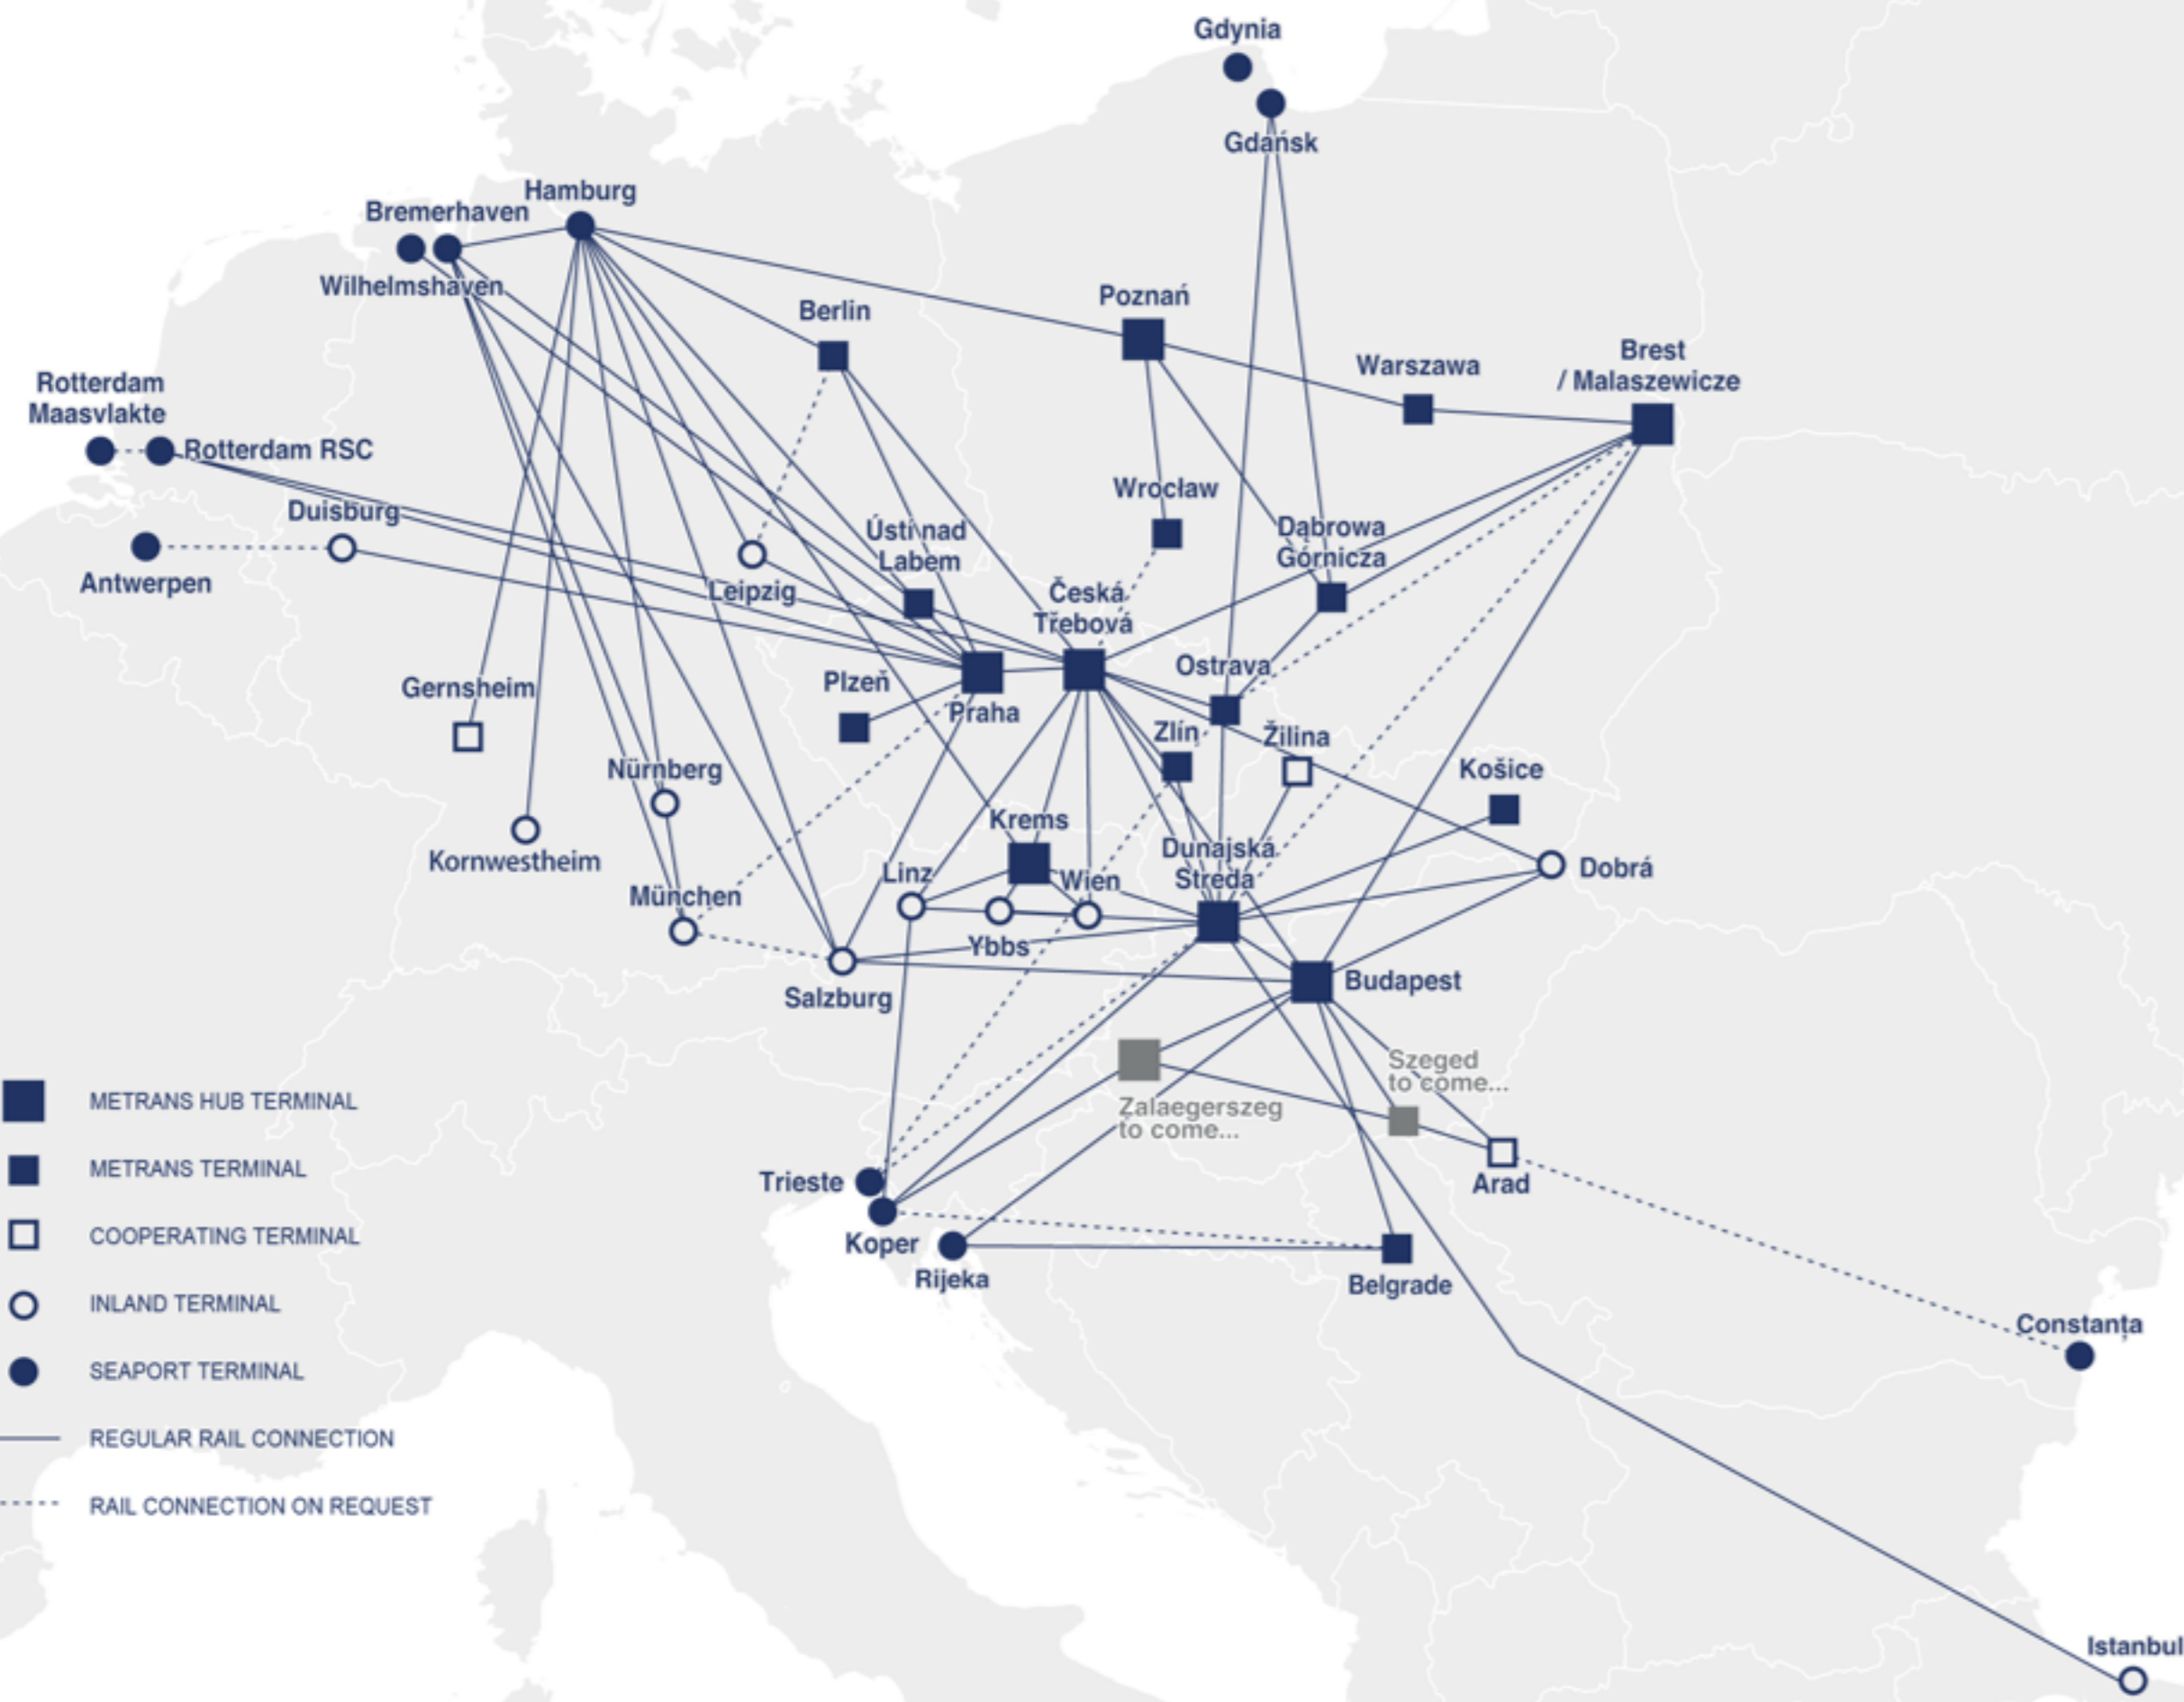 Gdynia
Gdańsk
Hamburg
Bremerhaven
Wilhelmshaven
Berlin
Poznań
Warszawa
Brest
/ Malaszewicze
Rotterdam
Maasvlakte
Rotterdam RSC
Duisburg
Antwerpen
Wrocław
Dąbrowa
Górnicza
Ústí nad
Labem
Leipzig
Česká
Třebová
Ostrava
Plzeň
Praha
Gernsheim
Zlín
Žilina
Nürnberg
Košice
Kornwestheim
Krems
Dunajská
Streda
Linz
Wien
Dobrá
München
Ybbs
Salzburg
Budapest
Szeged
to come...
Zalaegerszeg
to come...
Trieste
Arad
Koper
Rijeka
Belgrade
Constanța
Istanbul
METRANS HUB TERMINAL
METRANS TERMINAL
COOPERATING TERMINAL
INLAND TERMINAL
SEAPORT TERMINAL
REGULAR RAIL CONNECTION
RAIL CONNECTION ON REQUEST